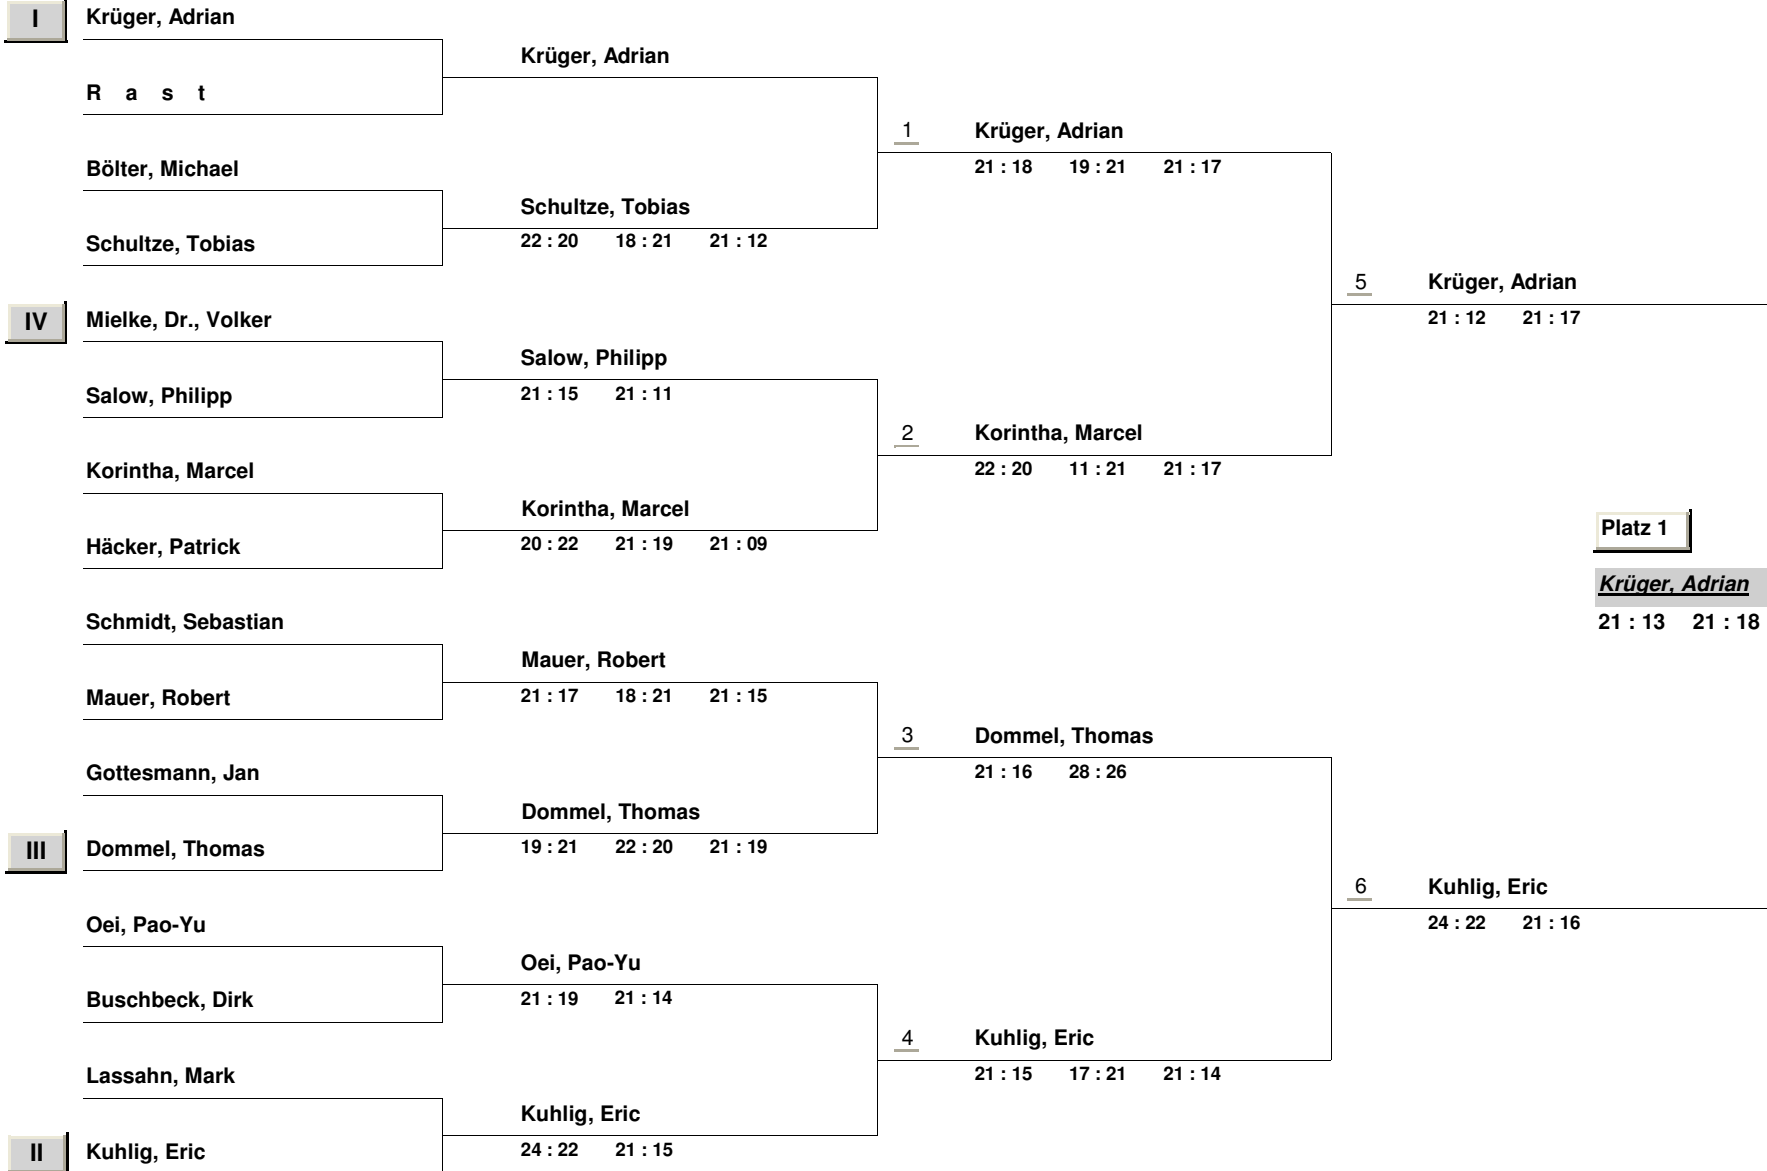 I Krüger, Adrian
Krüger, Adrian
R a s t
1 Krüger, Adrian
21 : 18 19 : 21 21 : 17
Bölter, Michael
Schultze, Tobias
22 : 20 18 : 21 21 : 12
Schultze, Tobias
5 Krüger, Adrian
21 : 12 21 : 17
IV Mielke, Dr., Volker
Salow, Philipp
21 : 15 21 : 11
Salow, Philipp
2 Korintha, Marcel
22 : 20 11 : 21 21 : 17
Korintha, Marcel
Korintha, Marcel
20 : 22 21 : 19 21 : 09
Häcker, Patrick
Platz 1
Krüger, Adrian
21 : 13 21 : 18
Schmidt, Sebastian
Mauer, Robert
21 : 17 18 : 21 21 : 15
Mauer, Robert
3 Dommel, Thomas
21 : 16 28 : 26
Gottesmann, Jan
Dommel, Thomas
19 : 21 22 : 20 21 : 19
III Dommel, Thomas
6 Kuhlig, Eric
24 : 22 21 : 16
Oei, Pao-Yu
Oei, Pao-Yu
21 : 19 21 : 14
Buschbeck, Dirk
4 Kuhlig, Eric
21 : 15 17 : 21 21 : 14
Lassahn, Mark
Kuhlig, Eric
24 : 22 21 : 15
II Kuhlig, Eric